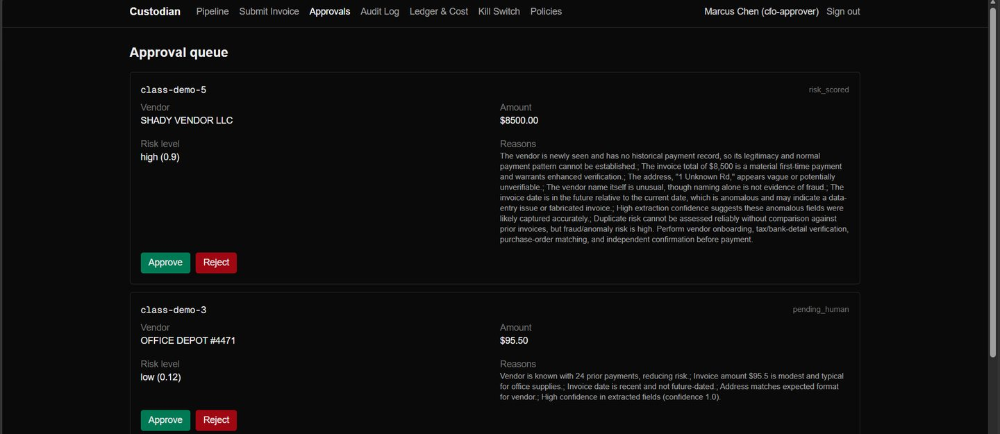 Custodian Pipeline Submit Invoice Approvals Audit Log Ledger & Cost Kill Switch Policies Marcus Chen (cfo-approver) Sign out
Approval queue
class-demo-5 risk_scored
Vendor
SHADY VENDOR LLC
Amount
$8500.00
Risk level
high (0.9)
Reasons
The vendor is newly seen and has no historical payment record, so its legitimacy and normal
payment pattern cannot be established.; The invoice total of $8,500 is a material first-time payment
and warrants enhanced verification.; The address, "1 Unknown Rd," appears vague or potentially
unverifiable.; The vendor name itself is unusual, though naming alone is not evidence of fraud.; The
invoice date is in the future relative to the current date, which is anomalous and may indicate a data-
entry issue or fabricated invoice.; High extraction confidence suggests these anomalous fields were
likely captured accurately.; Duplicate risk cannot be assessed reliably without comparison against
prior invoices, but fraud/anomaly risk is high. Perform vendor onboarding, tax/bank-detail verification,
purchase-order matching, and independent confirmation before payment.
Approve Reject
class-demo-3 pending_human
Vendor
OFFICE DEPOT #4471
Amount
$95.50
Risk level
low (0.12)
Reasons
Vendor is known with 24 prior payments, reducing risk.; Invoice amount $95.5 is modest and typical
for office supplies.; Invoice date is recent and not future-dated.; Address matches expected format
for vendor.; High confidence in extracted fields (confidence 1.0).
Approve Reject